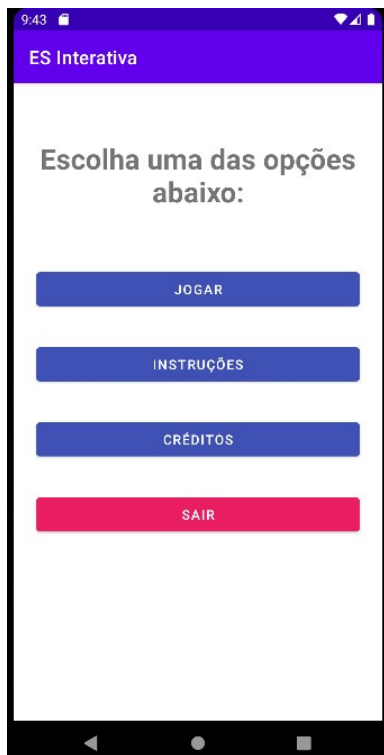 9:43
ES Interativa
Escolha uma das opções
abaixo:
JOGAR
INSTRUÇÕES
CRÉDITOS
SAIR